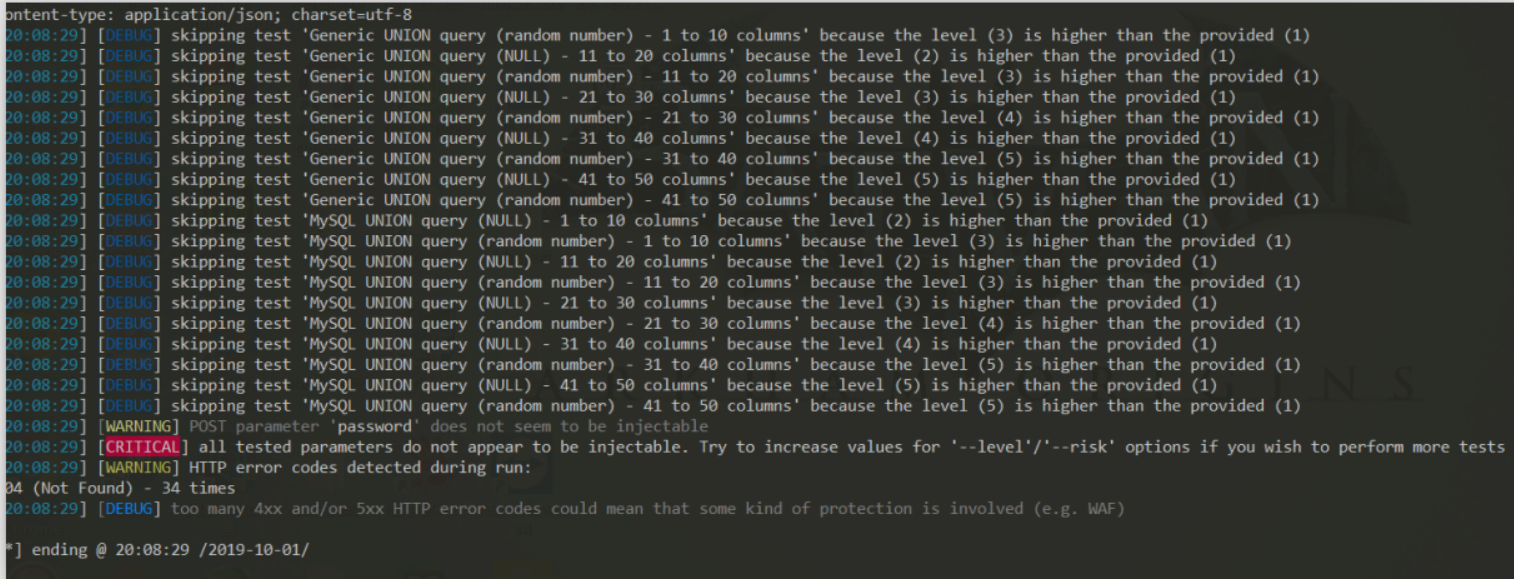 ontent-type: application/json; charset=utf-8
20:08:29] [DEBUG] skipping test 'Generic UNION query (random number) - 1 to 10 columns' because the level (3) is higher than the provided (1)
20:08:29] [DEBUG] skipping test 'Generic UNION query (NULL) - 11 to 20 columns' because the level (2) is higher than the provided (1)
20:08:29] [DEBUG] skipping test 'Generic UNION query (random number) - 11 to 20 columns' because the level (3) is higher than the provided (1)
20:08:29] [DEBUG] skipping test 'Generic UNION query (NULL) - 21 to 30 columns' because the level (3) is higher than the provided (1)
20:08:29] [DEBUG] skipping test 'Generic UNION query (random number) - 21 to 30 columns' because the level (4) is higher than the provided (1)
20:08:29] [DEBUG] skipping test 'Generic UNION query (NULL) - 31 to 40 columns' because the level (4) is higher than the provided (1)
20:08:29] [DEBUG] skipping test 'Generic UNION query (random number) - 31 to 40 columns' because the level (5) is higher than the provided (1)
20:08:29] [DEBUG] skipping test 'Generic UNION query (NULL) - 41 to 50 columns' because the level (5) is higher than the provided (1)
20:08:29] [DEBUG] skipping test 'Generic UNION query (random number) - 41 to 50 columns' because the level (5) is higher than the provided (1)
20:08:29] [DEBUG] skipping test 'MySQL UNION query (NULL) - 1 to 10 columns' because the level (2) is higher than the provided (1)
20:08:29] [DEBUG] skipping test 'MySQL UNION query (random number) - 1 to 10 columns' because the level (3) is higher than the provided (1)
20:08:29] [DEBUG] skipping test 'MySQL UNION query (NULL) - 11 to 20 columns' because the level (2) is higher than the provided (1)
20:08:29] [DEBUG] skipping test 'MySQL UNION query (random number) - 11 to 20 columns' because the level (3) is higher than the provided (1)
20:08:29] [DEBUG] skipping test 'MySQL UNION query (NULL) - 21 to 30 columns' because the level (3) is higher than the provided (1)
20:08:29] [DEBUG] skipping test 'MySQL UNION query (random number) - 21 to 30 columns' because the level (4) is higher than the provided (1)
20:08:29] [DEBUG] skipping test 'MySQL UNION query (NULL) - 31 to 40 columns' because the level (4) is higher than the provided (1)
20:08:29] [DEBUG] skipping test 'MySQL UNION query (random number) - 31 to 40 columns' because the level (5) is higher than the provided (1)
20:08:29] [DEBUG] skipping test 'MySQL UNION query (NULL) - 41 to 50 columns' because the level (5) is higher than the provided (1)
20:08:29] [DEBUG] skipping test 'MySQL UNION query (random number) - 41 to 50 columns' because the level (5) is higher than the provided (1)
20:08:29] [WARNING] POST parameter 'password' does not seem to be injectable
20:08:29] [CRITICAL] all tested parameters do not appear to be injectable. Try to increase values for '--level'/'--risk' options if you wish to perform more tests
20:08:29] [WARNING] HTTP error codes detected during run:
04 (Not Found) - 34 times
20:08:29] [DEBUG] too many 4xx and/or 5xx HTTP error codes could mean that some kind of protection is involved (e.g. WAF)
*] ending @ 20:08:29 /2019-10-01/